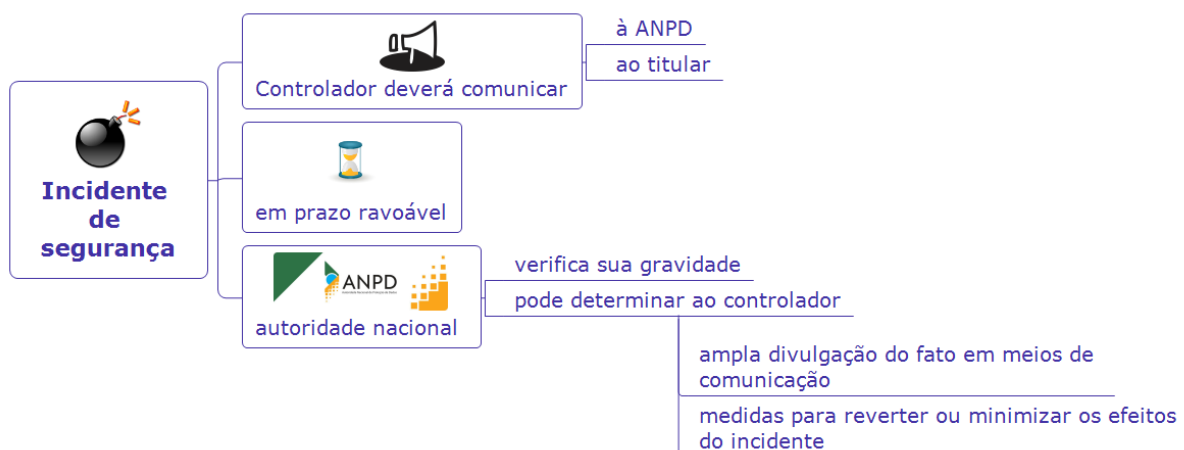 Incidente
de
segurança
Controlador deverá comunicar
à ANPD
ao titular
em prazo ravoável
ANPD
autoridade nacional
verifica sua gravidade
pode determinar ao controlador
ampla divulgação do fato em meios de
comunicação
medidas para reverter ou minimizar os efeitos
do incidente